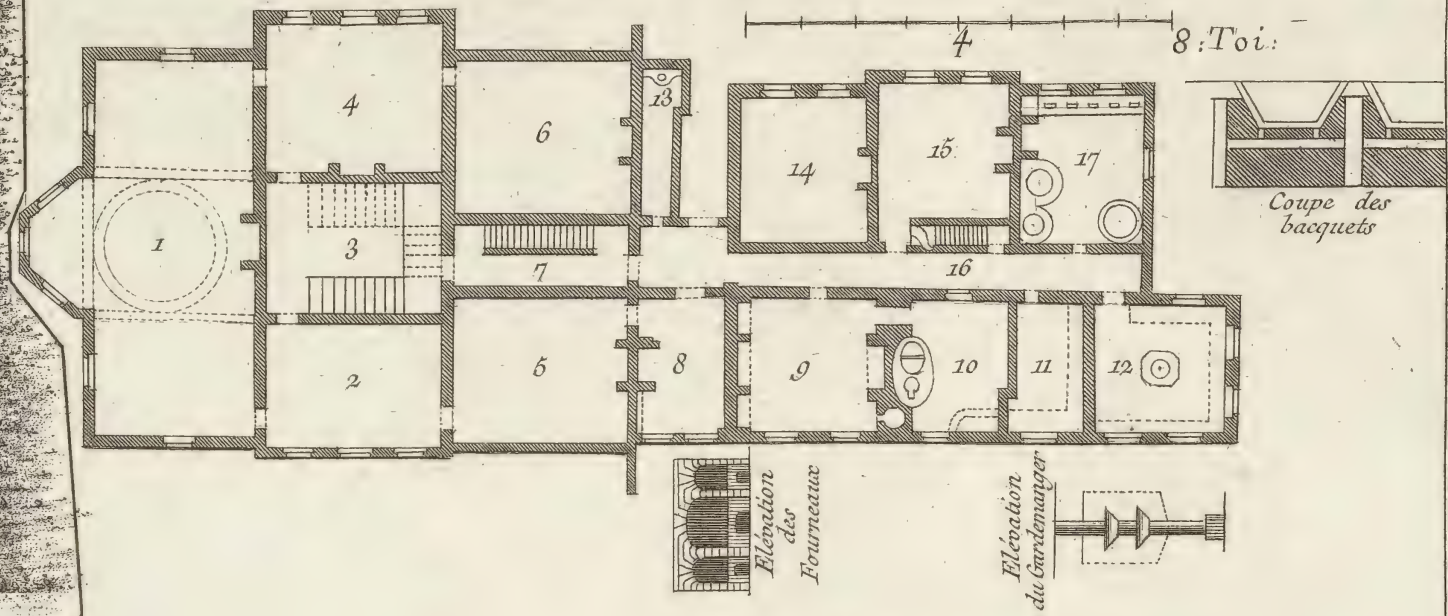 4
8:Toi:
Coupe des
bacquets
1
2
3
4
5
6
7
8
9
10
11
12
13
14
15
16
17
Elévation
des
Fourneaux
Elévation
du Gardemanger